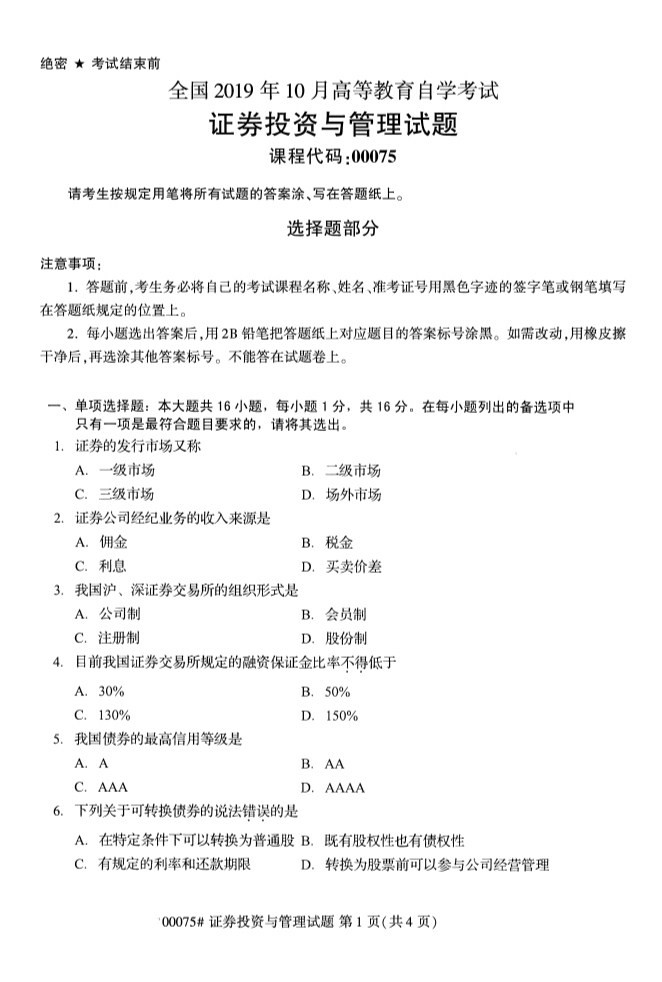 绝密 ★ 考试结束前
全国 2019 年 10 月高等教育自学考试
证券投资与管理试题
课程代码:00075
请考生按规定用笔将所有试题的答案涂、写在答题纸上。
选择题部分
注意事项:
1. 答题前,考生务必将自己的考试课程名称、姓名、准考证号用黑色字迹的签字笔或钢笔填写
在答题纸规定的位置上。
2. 每小题选出答案后,用 2B 铅笔把答题纸上对应题目的答案标号涂黑。如需改动,用橡皮擦
干净后,再选涂其他答案标号。不能答在试题卷上。
一、单项选择题：本大题共 16 小题，每小题 1 分，共 16 分。在每小题列出的备选项中
只有一项是最符合题目要求的，请将其选出。
1. 证券的发行市场又称
A. 一级市场 B. 二级市场
C. 三级市场 D. 场外市场
2. 证券公司经纪业务的收入来源是
A. 佣金 B. 税金
C. 利息 D. 买卖价差
3. 我国沪、深证券交易所的组织形式是
A. 公司制 B. 会员制
C. 注册制 D. 股份制
4. 目前我国证券交易所规定的融资保证金比率不得低于
A. 30% B. 50%
C. 130% D. 150%
5. 我国债券的最高信用等级是
A. A B. AA
C. AAA D. AAAA
6. 下列关于可转换债券的说法错误的是
A. 在特定条件下可以转换为普通股 B. 既有股权性也有债权性
C. 有规定的利率和还款期限 D. 转换为股票前可以参与公司经营管理
00075# 证券投资与管理试题 第 1 页(共 4 页)